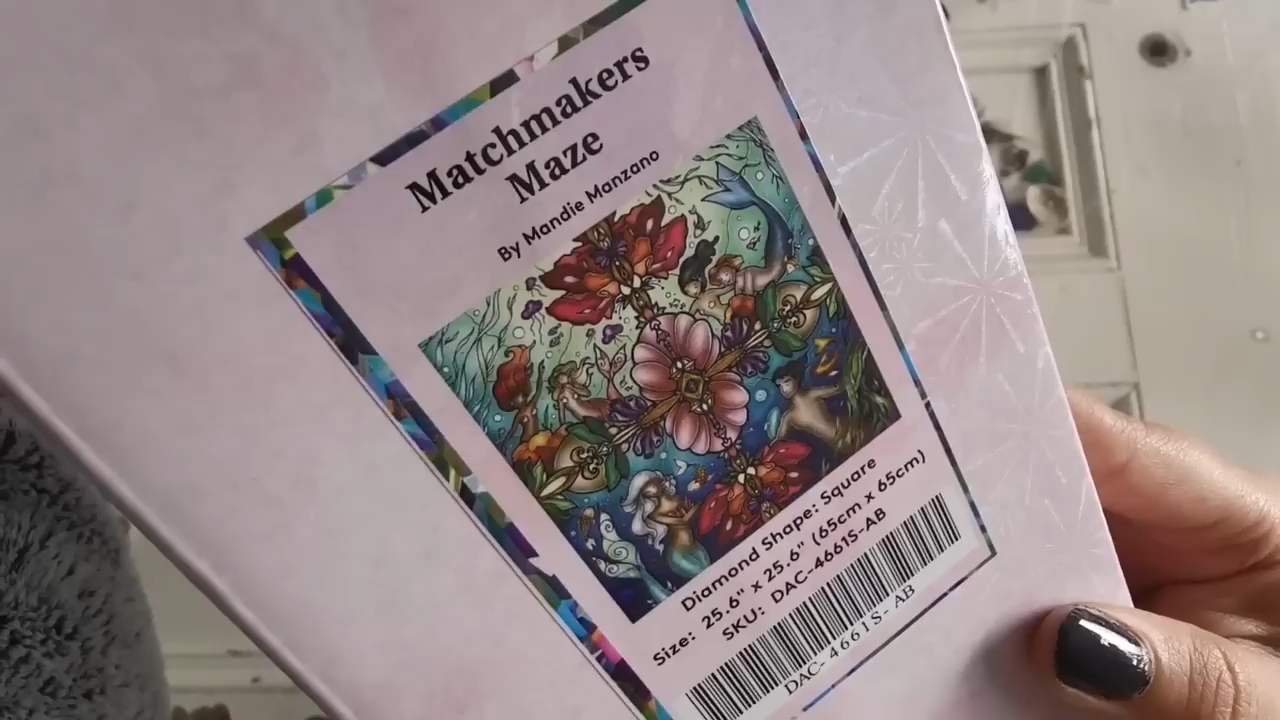 Matchmakers
Maze
By Mandie Manzano
Diamond Shape: Square
Size: 25.6" x 25.6" (65cm x 65cm)
SKU: DAC-4661S-AB
DAC- 4661S- AB